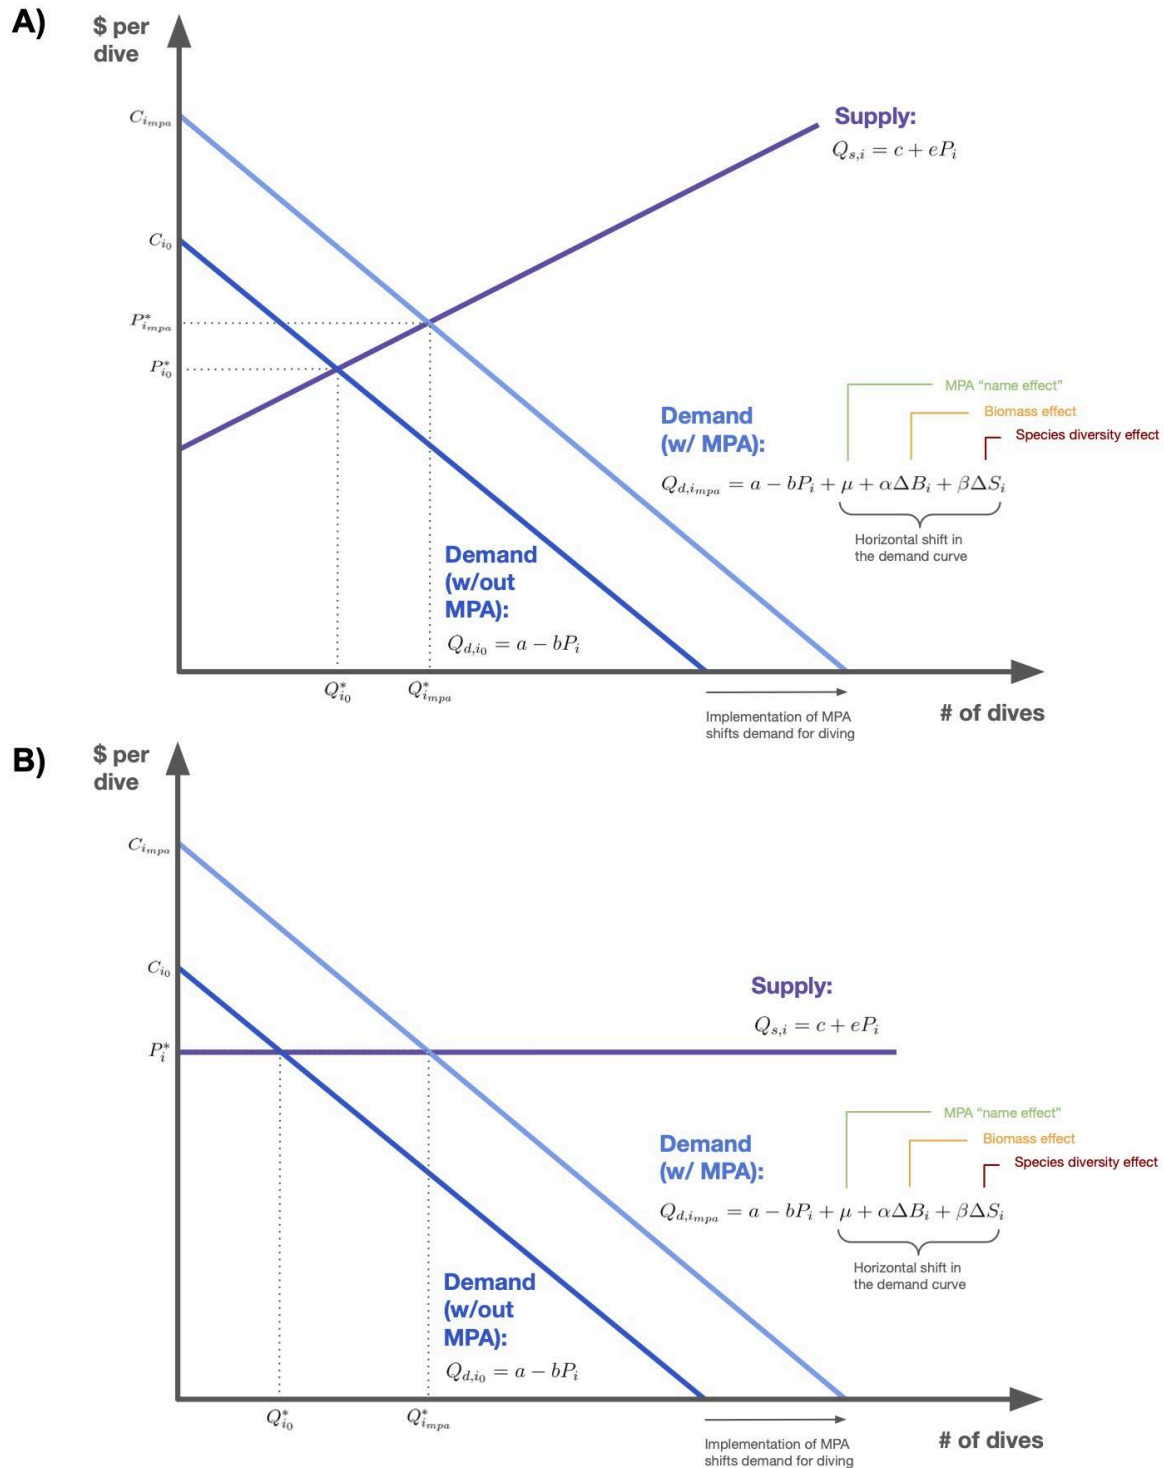 A)
$ per
dive
C_{i_{mpa}}
C_{i_0}
P^*_{i_{mpa}}
P^*_{i_0}
Supply:
Q_{s,i} = c + eP_i
MPA “name effect”
Biomass effect
Species diversity effect
Demand
(w/ MPA):
Q_{d,i_{mpa}} = a − bP_i + μ + αΔB_i + βΔS_i
Horizontal shift in
the demand curve
Demand
(w/out
MPA):
Q_{d,i_0} = a − bP_i
Q^*_{i_0}
Q^*_{i_{mpa}}
Implementation of MPA
shifts demand for diving
# of dives
B)
$ per
dive
C_{i_{mpa}}
C_{i_0}
P^*_i
Supply:
Q_{s,i} = c + eP_i
MPA “name effect”
Biomass effect
Species diversity effect
Demand
(w/ MPA):
Q_{d,i_{mpa}} = a − bP_i + μ + αΔB_i + βΔS_i
Horizontal shift in
the demand curve
Demand
(w/out
MPA):
Q_{d,i_0} = a − bP_i
Q^*_{i_0}
Q^*_{i_{mpa}}
Implementation of MPA
shifts demand for diving
# of dives